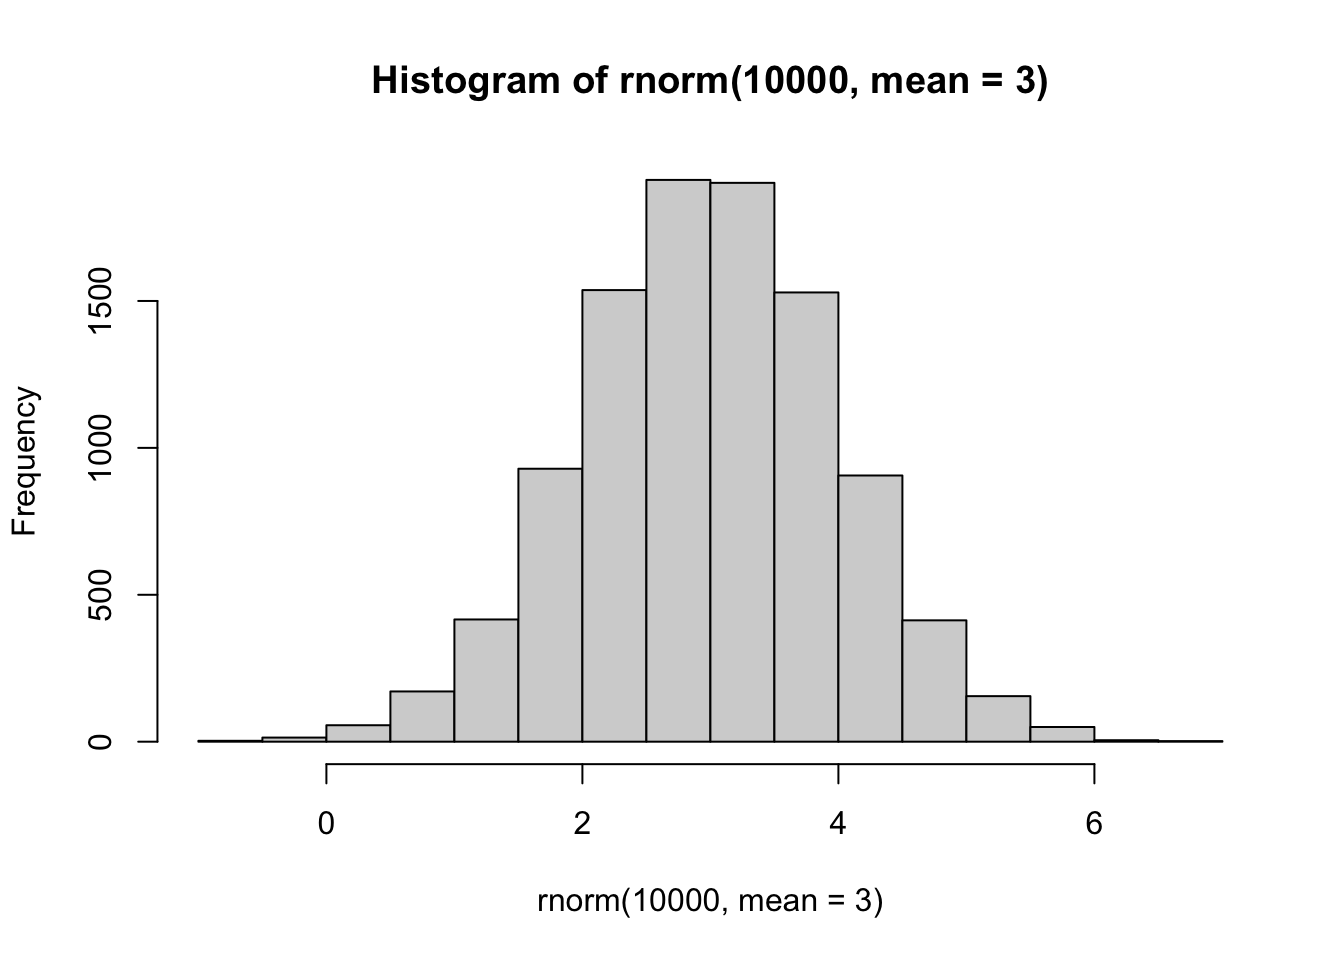 Histogram of rnorm(10000, mean = 3)
Frequency
1500
1000
500
0
0 2 4 6
rnorm(10000, mean = 3)